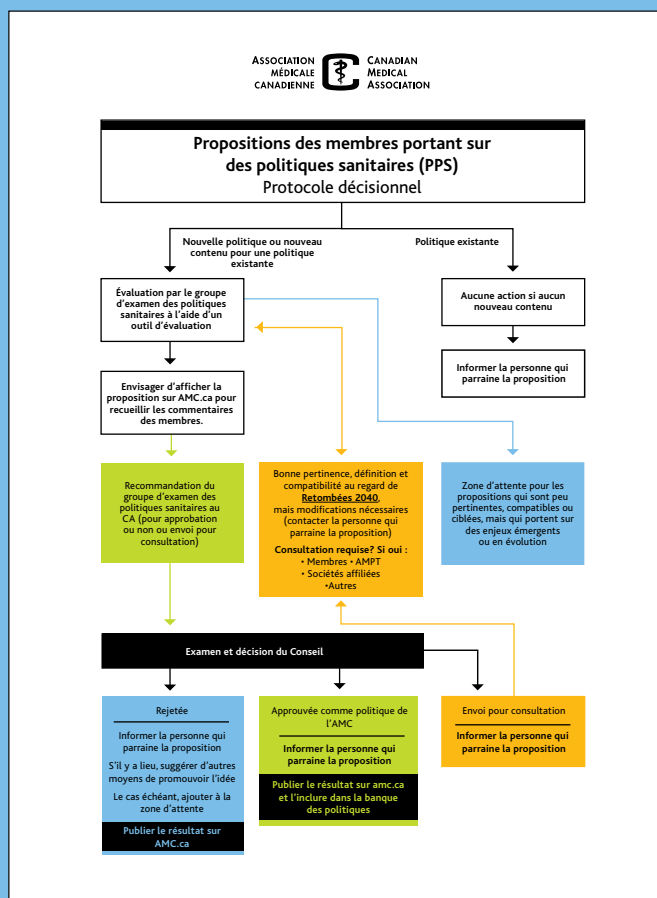 ASSOCIATION
MÉDICALE
CANADIENNE
CANADIAN
MEDICAL
ASSOCIATION
Propositions des membres portant sur
des politiques sanitaires (PPS)
Protocole décisionnel
Nouvelle politique ou nouveau
contenu pour une politique
existante
Politique existante
Évaluation par le groupe
d'examen des politiques
sanitaires à l'aide d'un
outil d'évaluation
Aucune action si aucun
nouveau contenu
Informer la personne qui
parraine la proposition
Envisager d'afficher la
proposition sur AMC.ca pour
recueillir les commentaires
des membres.
Recommandation du
groupe d'examen des
politiques sanitaires au
CA (pour approbation
ou non ou envoi pour
consultation)
Bonne pertinence, définition et
compatibilité au regard de
Retombées 2040,
mais modifications nécessaires
(contacter la personne qui
parraine la proposition)
Consultation requise? Si oui :
• Membres • AMPT
• Sociétés affiliées
•Autres
Zone d'attente pour les
propositions qui sont peu
pertinentes, compatibles ou
ciblées, mais qui portent sur
des enjeux émergents
ou en évolution
Examen et décision du Conseil
Rejetée
Informer la personne qui
parraine la proposition
S'il y a lieu, suggérer d'autres
moyens de promouvoir l'idée
Le cas échéant, ajouter à la
zone d'attente
Publier le résultat sur
AMC.ca
Approuvée comme politique de
l'AMC
Informer la personne qui
parraine la proposition
Publier le résultat sur amc.ca
et l'inclure dans la banque
des politiques
Envoi pour consultation
Informer la personne qui
parraine la proposition